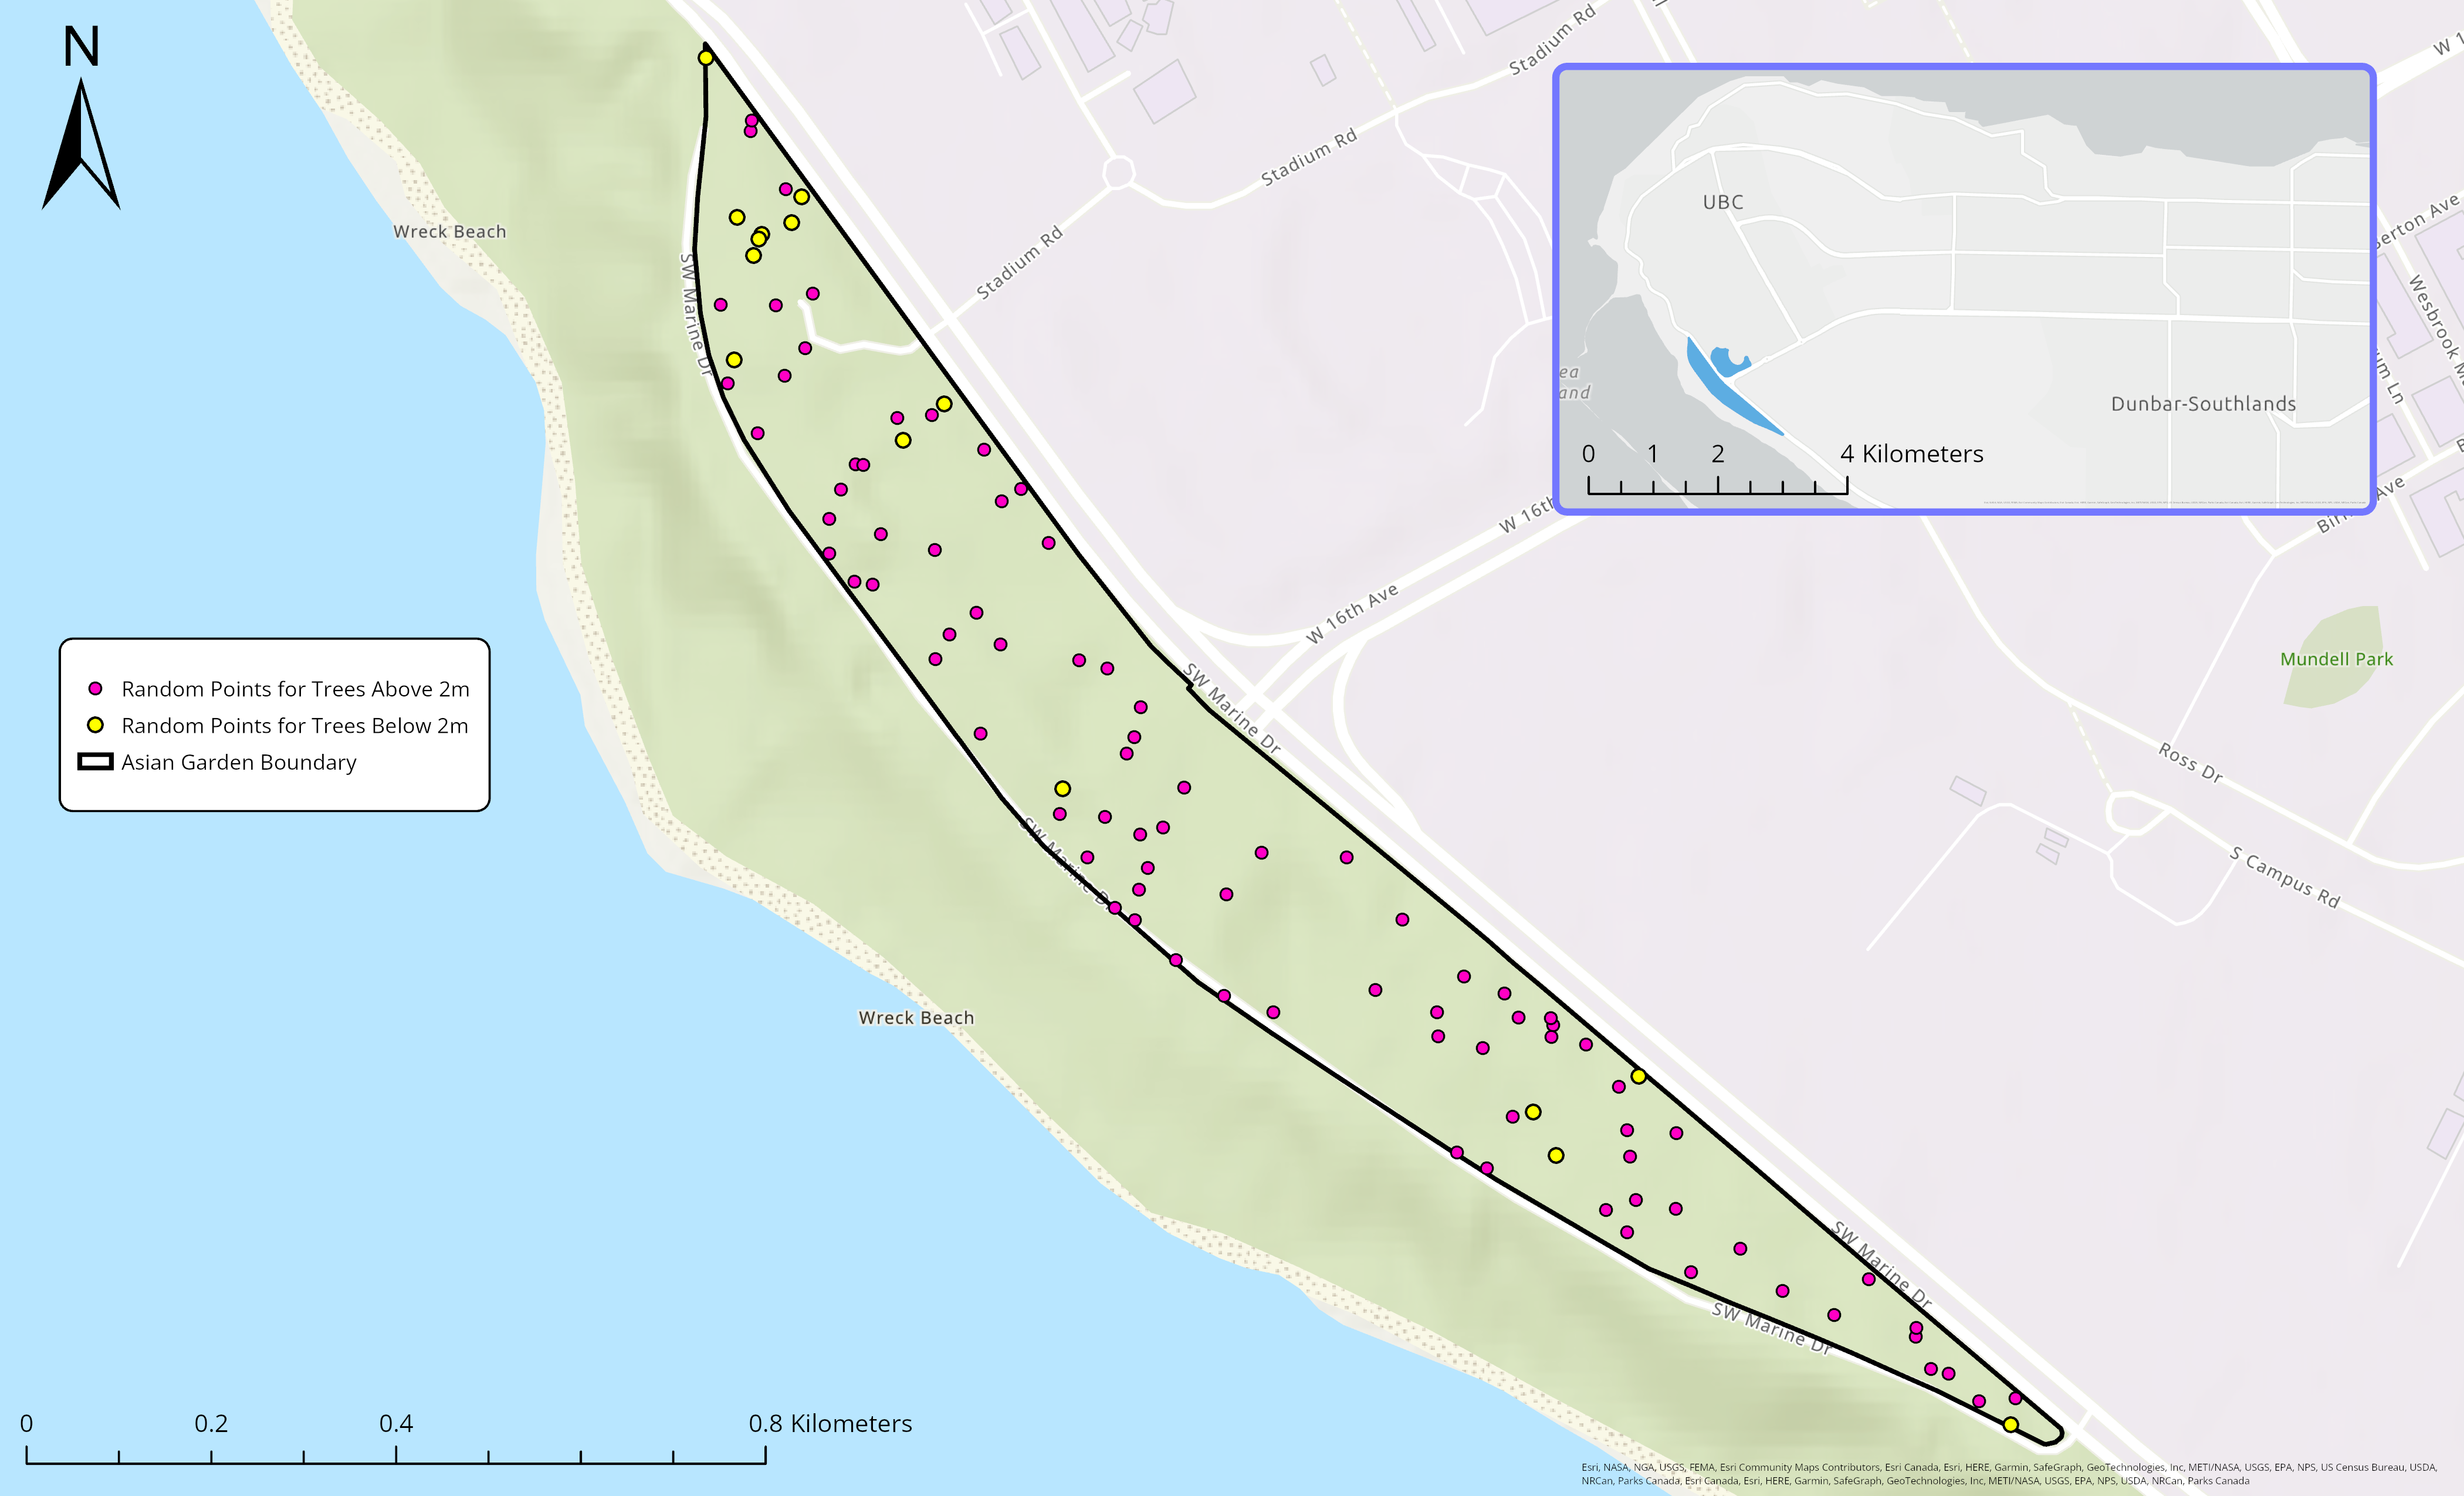 N
Stadium Rd
Stadium Rd
Stadium Rd
Wreck Beach
SW Marine Dr
UBC
Dunbar-Southlands
0 1 2 4 Kilometers
W 16th
W 16th Ave
Ross Dr
Mundell Park
S Campus Rd
SW Marine Dr
Random Points for Trees Above 2m
Random Points for Trees Below 2m
Asian Garden Boundary
SW Marine Dr
Wreck Beach
SW Marine Dr
SW Marine Dr
0 0.2 0.4 0.8 Kilometers
Esri, NASA, NGA, USGS, FEMA, Esri Community Maps Contributors, Esri Canada, Esri, HERE, Garmin, SafeGraph, GeoTechnologies, Inc, METI/NASA, USGS, EPA, NPS, US Census Bureau, USDA,
NRCan, Parks Canada, Esri Canada, Esri, HERE, Garmin, SafeGraph, GeoTechnologies, Inc, METI/NASA, USGS, EPA, NPS, USDA, NRCan, Parks Canada